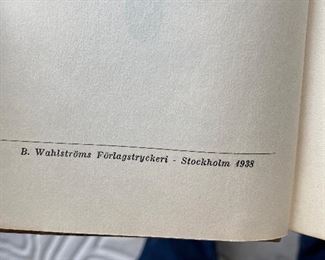 B. Wahlströms Förlagstryckeri - Stockholm 1938